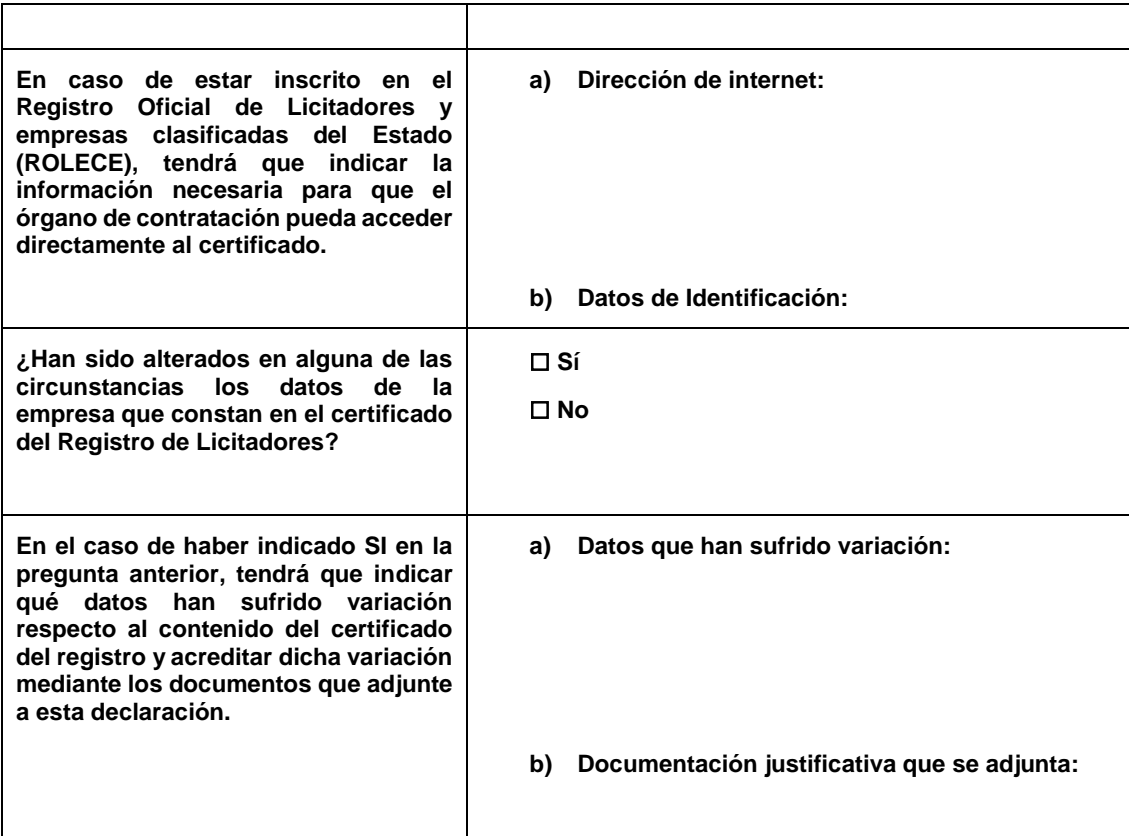 En caso de estar inscrito en el
Registro Oficial de Licitadores y
empresas clasificadas del Estado
(ROLECE), tendrá que indicar la
información necesaria para que el
órgano de contratación pueda acceder
directamente al certificado.
a) Dirección de internet:
b) Datos de Identificación:
¿Han sido alterados en alguna de las
circunstancias los datos de la
empresa que constan en el certificado
del Registro de Licitadores?
☐ Sí
☐ No
En el caso de haber indicado SI en la
pregunta anterior, tendrá que indicar
qué datos han sufrido variación
respecto al contenido del certificado
del registro y acreditar dicha variación
mediante los documentos que adjunte
a esta declaración.
a) Datos que han sufrido variación:
b) Documentación justificativa que se adjunta: